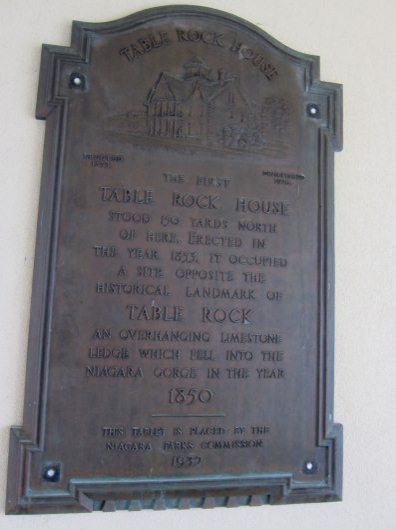 TABLE ROCK HOUSE
THE FIRST
TABLE ROCK HOUSE
STOOD 150 YARDS NORTH
OF HERE. ERECTED IN
THE YEAR 1853. IT OCCUPIED
A SITE OPPOSITE THE
HISTORICAL LANDMARK OF
TABLE ROCK
AN OVERHANGING LIMESTONE
LEDGE WHICH FELL INTO THE
NIAGARA GORGE IN THE YEAR
1850
THIS TABLET IS PLACED BY THE
NIAGARA PARKS COMMISSION
1937